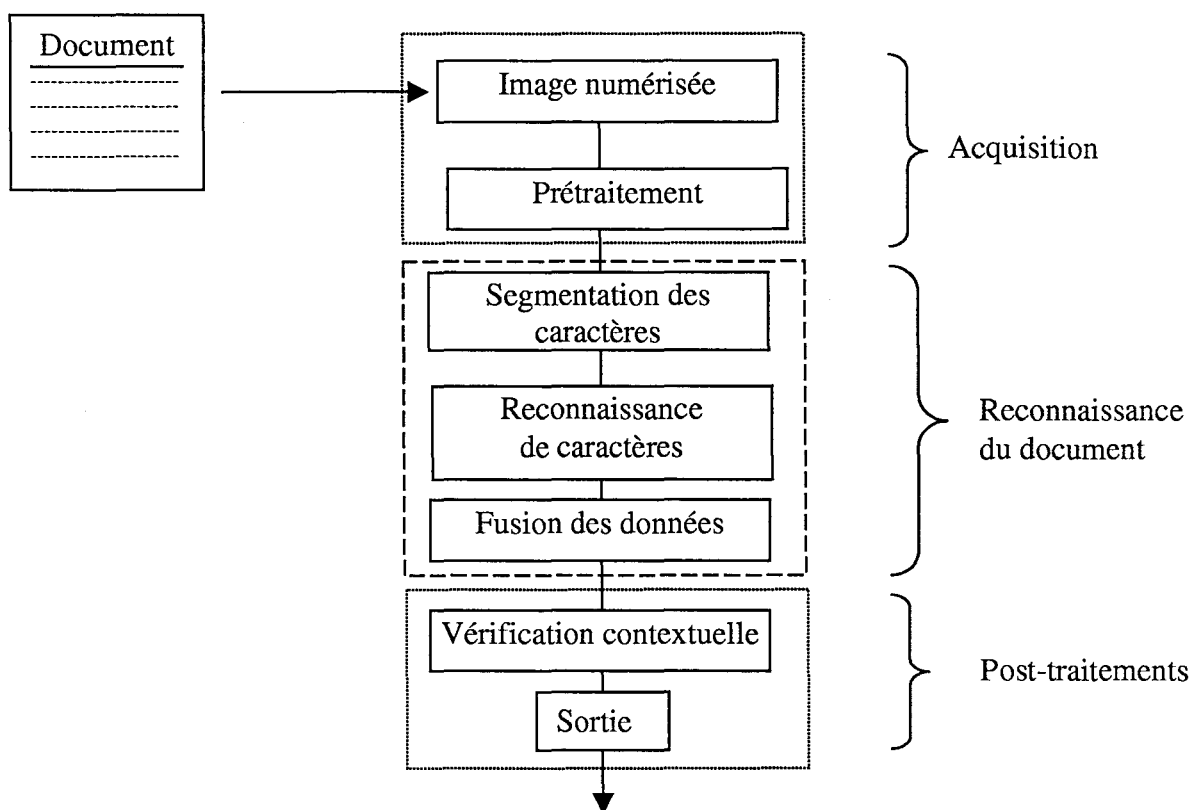 Document
Image numérisée
Prétraitement
Acquisition
Segmentation des
caractères
Reconnaissance
de caractères
Fusion des données
Reconnaissance
du document
Vérification contextuelle
Sortie
Post-traitements